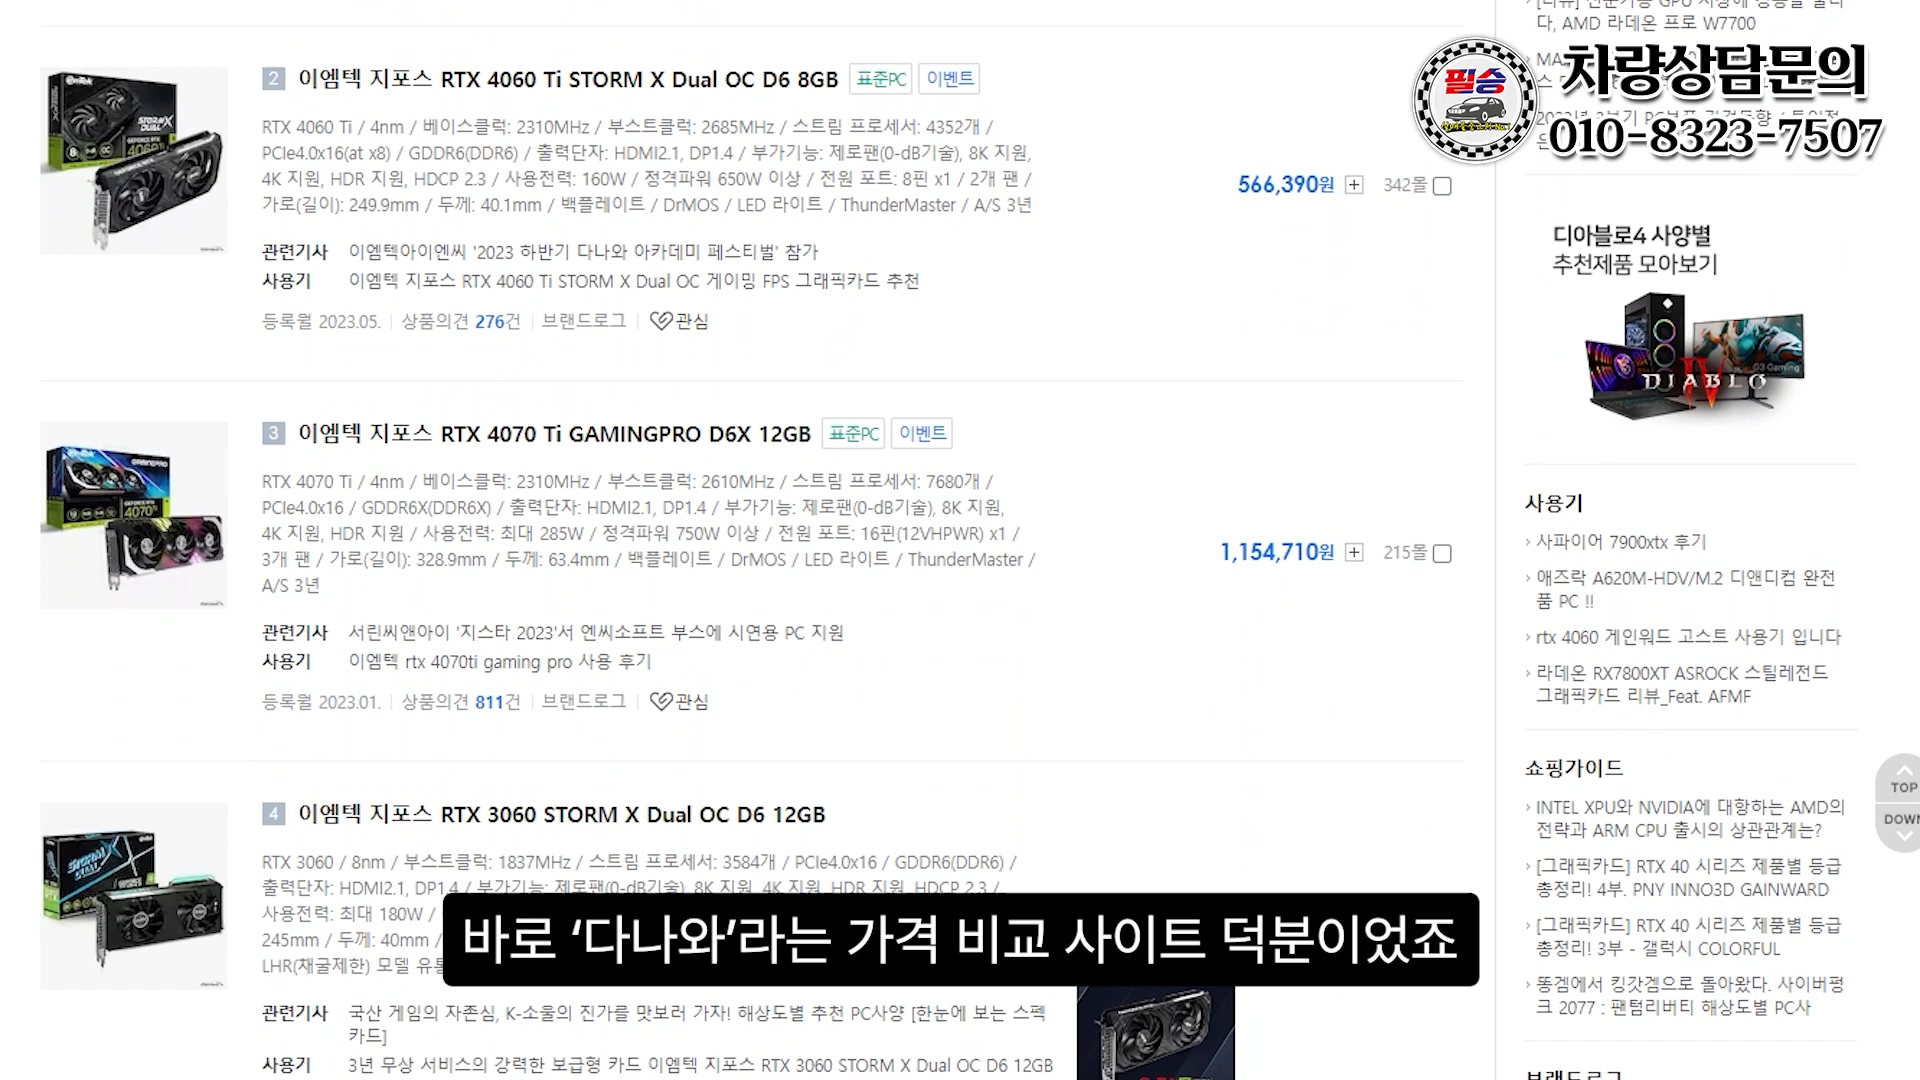 2 이엠텍 지포스 RTX 4060 Ti STORM X Dual OC D6 8GB 표준PC 이벤트
RTX 4060 Ti / 4nm / 베이스클럭: 2310MHz / 부스트클럭: 2685MHz / 스트림 프로세서: 4352개 /
PCIe4.0x16(at x8) / GDDR6(DDR6) / 출력단자: HDMI2.1, DP1.4 / 부가기능: 제로팬(0-dB기술), 8K 지원,
4K 지원, HDR 지원, HDCP 2.3 / 사용전력: 160W / 정격파워 650W 이상 / 전원 포트: 8핀 x1 / 2개 팬 /
가로(길이): 249.9mm / 두께: 40.1mm / 백플레이트 / DrMOS / LED 라이트 / ThunderMaster / A/S 3년
566,390원 342몰
관련기사 이엠텍아이엔씨 '2023 하반기 다나와 아카데미 페스티벌' 참가
사용기 이엠텍 지포스 RTX 4060 Ti STORM X Dual OC 게이밍 FPS 그래픽카드 추천
등록월 2023.05. 상품의견 276건 브랜드로그 관심
3 이엠텍 지포스 RTX 4070 Ti GAMINGPRO D6X 12GB 표준PC 이벤트
RTX 4070 Ti / 4nm / 베이스클럭: 2310MHz / 부스트클럭: 2610MHz / 스트림 프로세서: 7680개 /
PCIe4.0x16 / GDDR6X(DDR6X) / 출력단자: HDMI2.1, DP1.4 / 부가기능: 제로팬(0-dB기술), 8K 지원,
4K 지원, HDR 지원 / 사용전력: 최대 285W / 정격파워 750W 이상 / 전원 포트: 16핀(12VHPWR) x1 /
3개 팬 / 가로(길이): 328.9mm / 두께: 63.4mm / 백플레이트 / DrMOS / LED 라이트 / ThunderMaster /
A/S 3년
1,154,710원 215몰
관련기사 서린씨앤아이 '지스타 2023'서 엔씨소프트 부스에 시연용 PC 지원
사용기 이엠텍 rtx 4070ti gaming pro 사용 후기
등록월 2023.01. 상품의견 811건 브랜드로그 관심
4 이엠텍 지포스 RTX 3060 STORM X Dual OC D6 12GB
RTX 3060 / 8nm / 부스트클럭: 1837MHz / 스트림 프로세서: 3584개 / PCIe4.0x16 / GDDR6(DDR6) /
출력단자: HDMI2.1, DP1.4 / 부가기능: 제로팬(0-dB기술), 8K 지원, 4K 지원, HDR 지원, HDCP 2.3 /
사용전력: 최대 180W /
245mm / 두께: 40mm /
LHR(채굴제한) 모델 유통
바로 ‘다나와’라는 가격 비교 사이트 덕분이었죠
관련기사 국산 게임의 자존심, K-소울의 진가를 맛보러 가자! 해상도별 추천 PC사양 [한눈에 보는 스펙
카드]
사용기 3년 무상 서비스의 강력한 보급형 카드 이엠텍 지포스 RTX 3060 STORM X Dual OC D6 12GB
다, AMD 라데온 프로 W7700
필승
차량상담문의
010-8323-7507
디아블로4 사양별
추천제품 모아보기
DIABLO
IV
사용기
사파이어 7900xtx 후기
애즈락 A620M-HDV/M.2 디앤디컴 완전
품 PC !!
rtx 4060 게인워드 고스트 사용기 입니다
라데온 RX7800XT ASROCK 스틸레전드
그래픽카드 리뷰_Feat. AFMF
쇼핑가이드
INTEL XPU와 NVIDIA에 대항하는 AMD의
전략과 ARM CPU 출시의 상관관계는?
[그래픽카드] RTX 40 시리즈 제품별 등급
총정리! 4부. PNY INNO3D GAINWARD
[그래픽카드] RTX 40 시리즈 제품별 등급
총정리! 3부 - 갤럭시 COLORFUL
똥겜에서 킹갓겜으로 돌아왔다. 사이버펑
크 2077 : 팬텀리버티 해상도별 PC사
TOP
DOWN